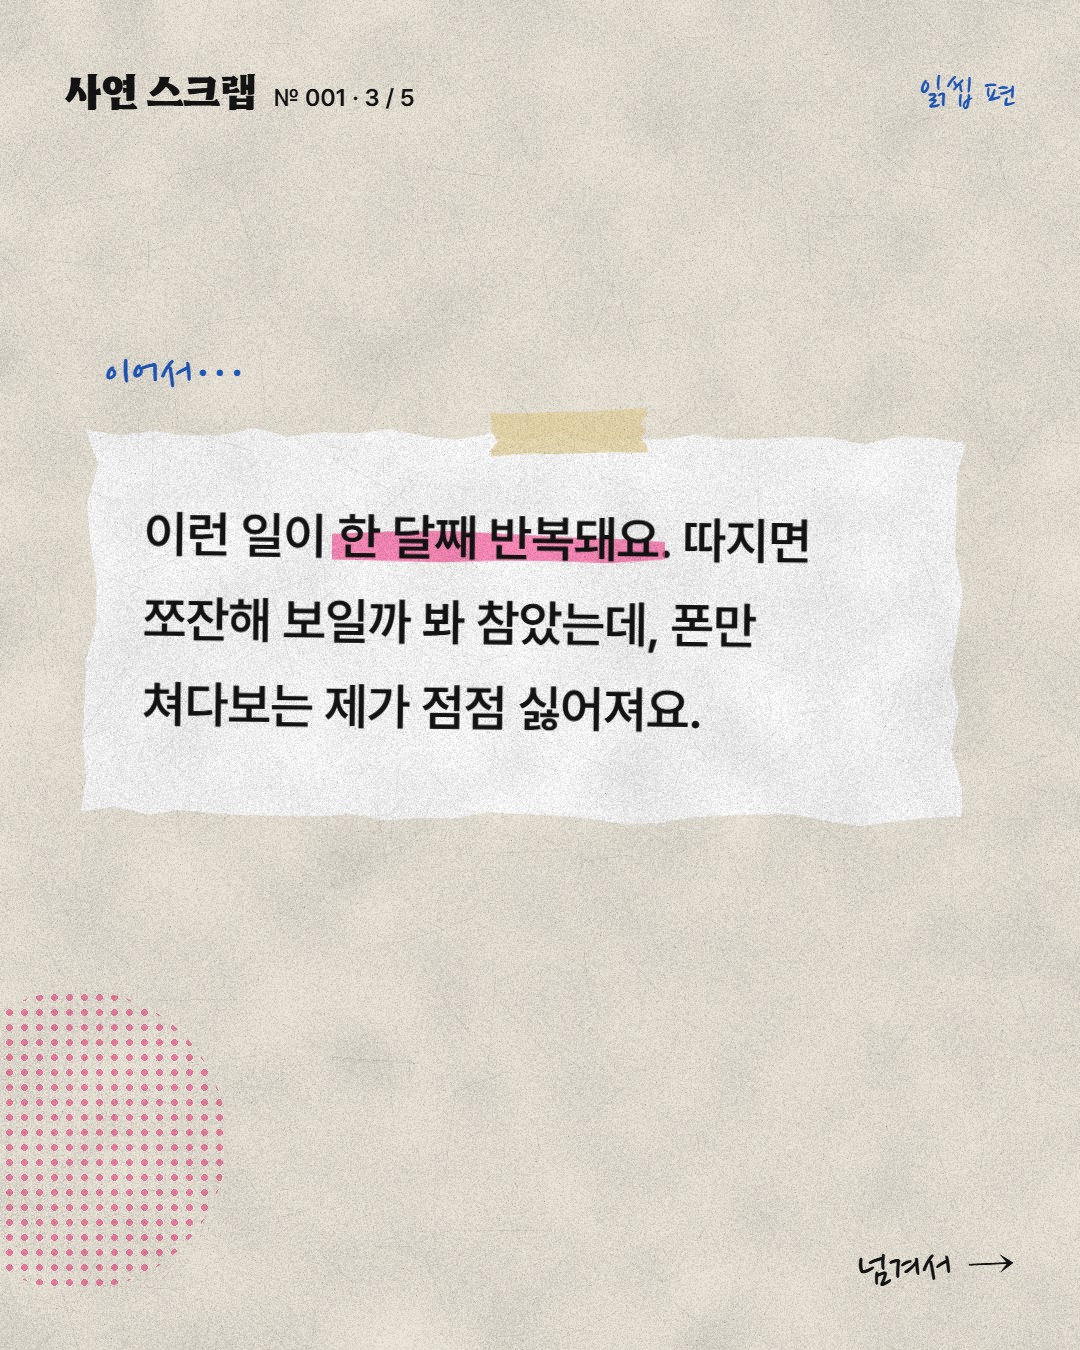 사연 스크랩 № 001 · 3 / 5
읽씹 편
이어서···
이런 일이 한 달째 반복돼요. 따지면
쪼잔해 보일까 봐 참았는데, 폰만
쳐다보는 제가 점점 싫어져요.
넘겨서 →